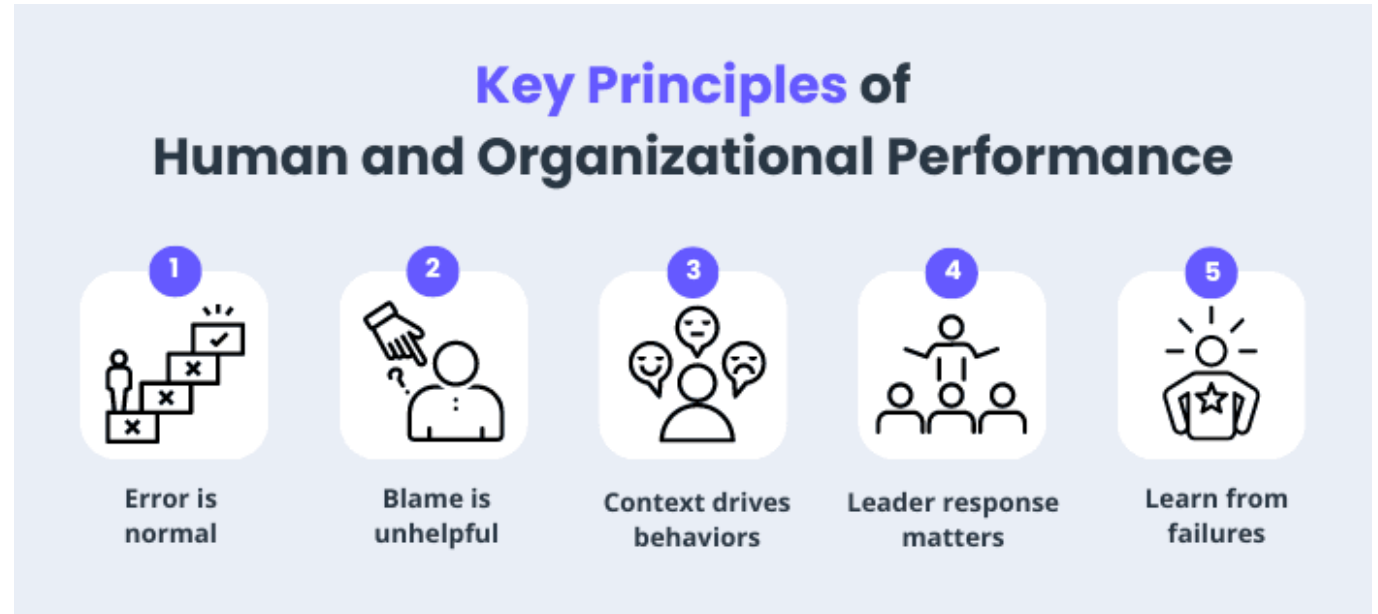 Key Principles of
Human and Organizational Performance
1
2
3
4
5
?
Error is
normal
Blame is
unhelpful
Context drives
behaviors
Leader response
matters
Learn from
failures